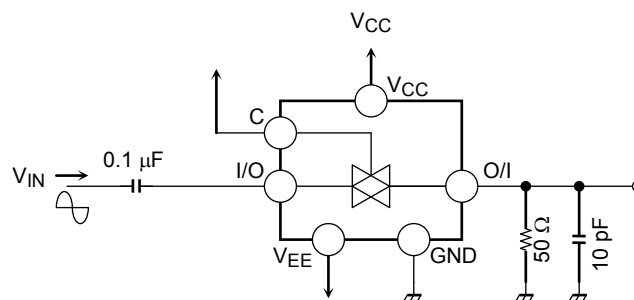 VCC
VCC
C
I/O
O/I
VIN
0.1 μF
VEE
GND
50 Ω
10 pF